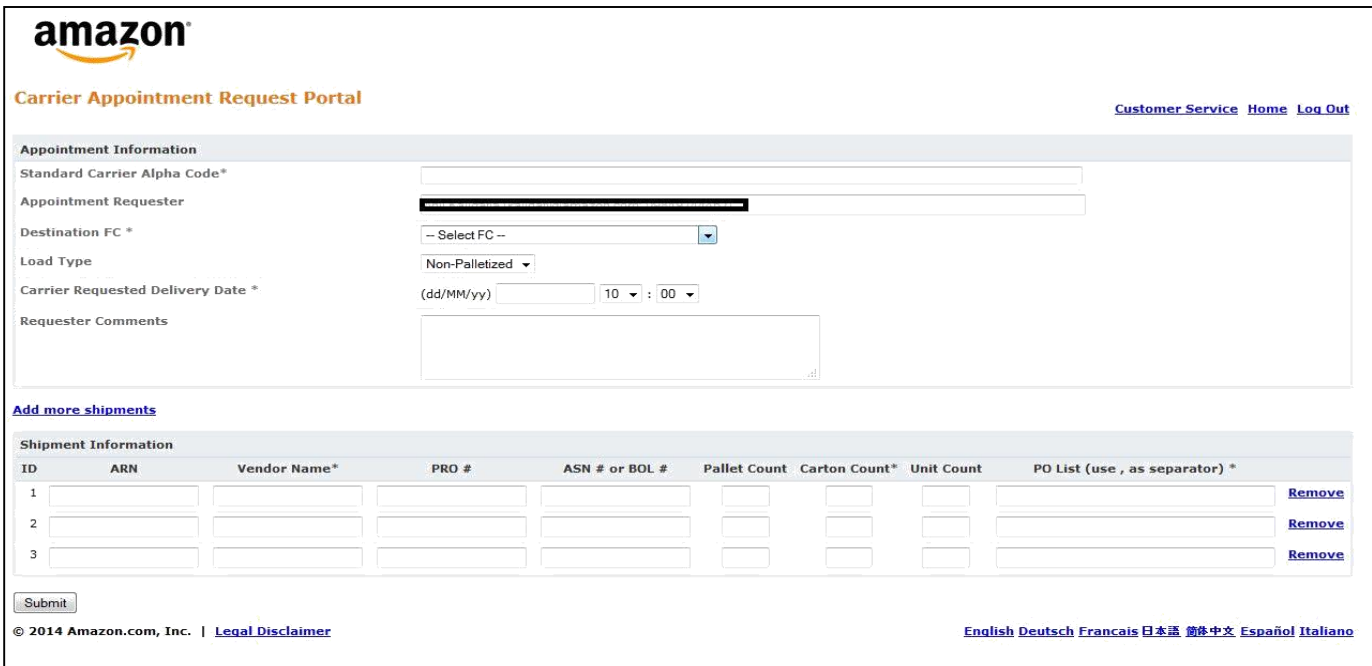 amazon
Carrier Appointment Request Portal
Customer Service Home Log Out
Appointment Information
Standard Carrier Alpha Code*
Appointment Requester
Destination FC *
-- Select FC --
Load Type
Non-Palletized
Carrier Requested Delivery Date *
(dd/MM/yy) 10 : 00
Requester Comments
Add more shipments
Shipment Information
ID ARN Vendor Name* PRO # ASN # or BOL # Pallet Count Carton Count* Unit Count PO List (use , as separator) *
1 Remove
2 Remove
3 Remove
Submit
© 2014 Amazon.com, Inc. | Legal Disclaimer
English Deutsch Francais 日本語 简体中文 Español Italiano